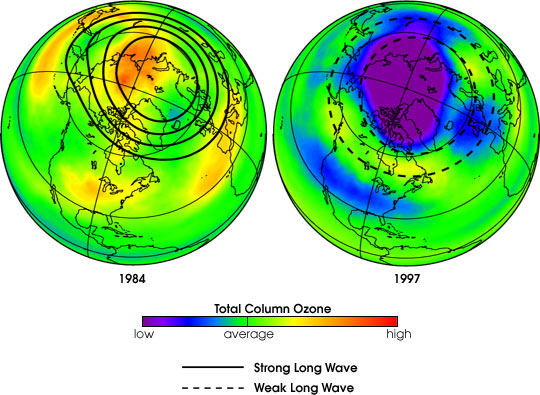 1984
1997
Total Column Ozone
low average high
Strong Long Wave
Weak Long Wave